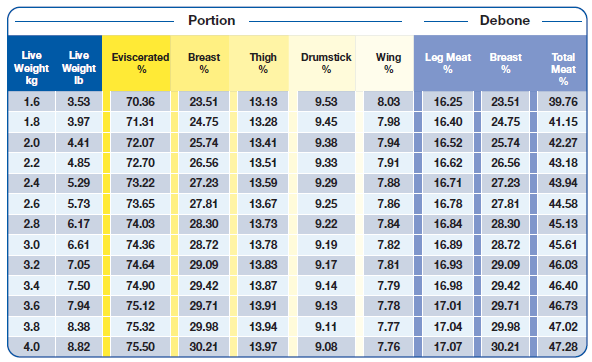 Portion Debone
Live Weight kg Live Weight lb Eviscerated % Breast % Thigh % Drumstick % Wing % Leg Meat % Breast % Total Meat %
1.6 3.53 70.36 23.51 13.13 9.53 8.03 16.25 23.51 39.76
1.8 3.97 71.31 24.75 13.28 9.45 7.98 16.40 24.75 41.15
2.0 4.41 72.07 25.74 13.41 9.38 7.94 16.52 25.74 42.27
2.2 4.85 72.70 26.56 13.51 9.33 7.91 16.62 26.56 43.18
2.4 5.29 73.22 27.23 13.59 9.29 7.88 16.71 27.23 43.94
2.6 5.73 73.65 27.81 13.67 9.25 7.86 16.78 27.81 44.58
2.8 6.17 74.03 28.30 13.73 9.22 7.84 16.84 28.30 45.13
3.0 6.61 74.36 28.72 13.78 9.19 7.82 16.89 28.72 45.61
3.2 7.05 74.64 29.09 13.83 9.17 7.81 16.93 29.09 46.03
3.4 7.50 74.90 29.42 13.87 9.14 7.79 16.98 29.42 46.40
3.6 7.94 75.12 29.71 13.91 9.13 7.78 17.01 29.71 46.73
3.8 8.38 75.32 29.98 13.94 9.11 7.77 17.04 29.98 47.02
4.0 8.82 75.50 30.21 13.97 9.08 7.76 17.07 30.21 47.28